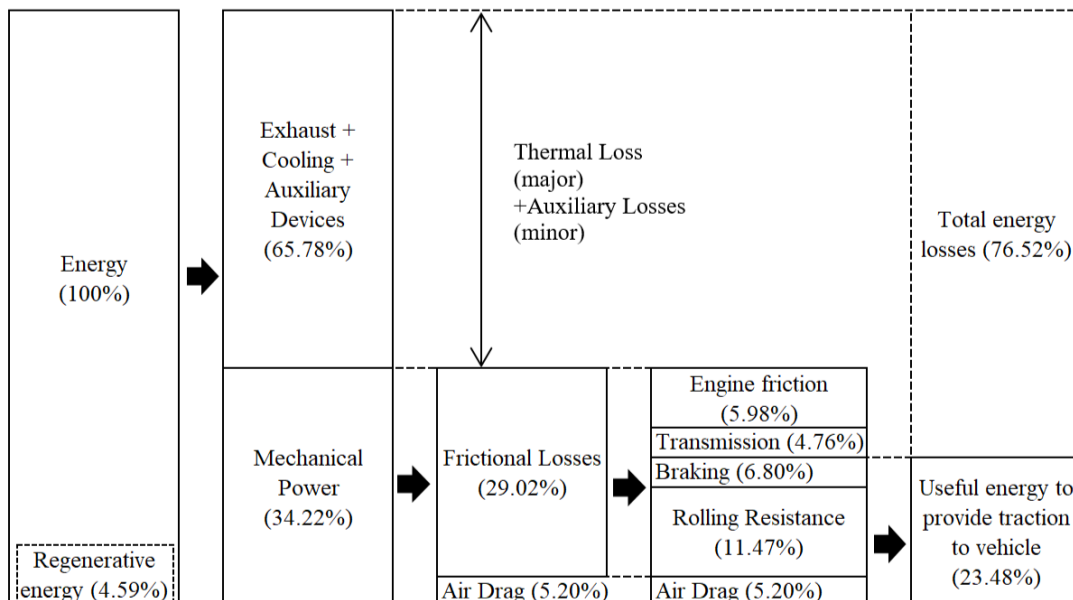 Energy
(100%)
Regenerative
energy (4.59%)
Exhaust +
Cooling +
Auxiliary
Devices
(65.78%)
Mechanical
Power
(34.22%)
Thermal Loss
(major)
+Auxiliary Losses
(minor)
Frictional Losses
(29.02%)
Air Drag (5.20%)
Engine friction
(5.98%)
Transmission (4.76%)
Braking (6.80%)
Rolling Resistance
(11.47%)
Air Drag (5.20%)
Total energy
losses (76.52%)
Useful energy to
provide traction
to vehicle
(23.48%)